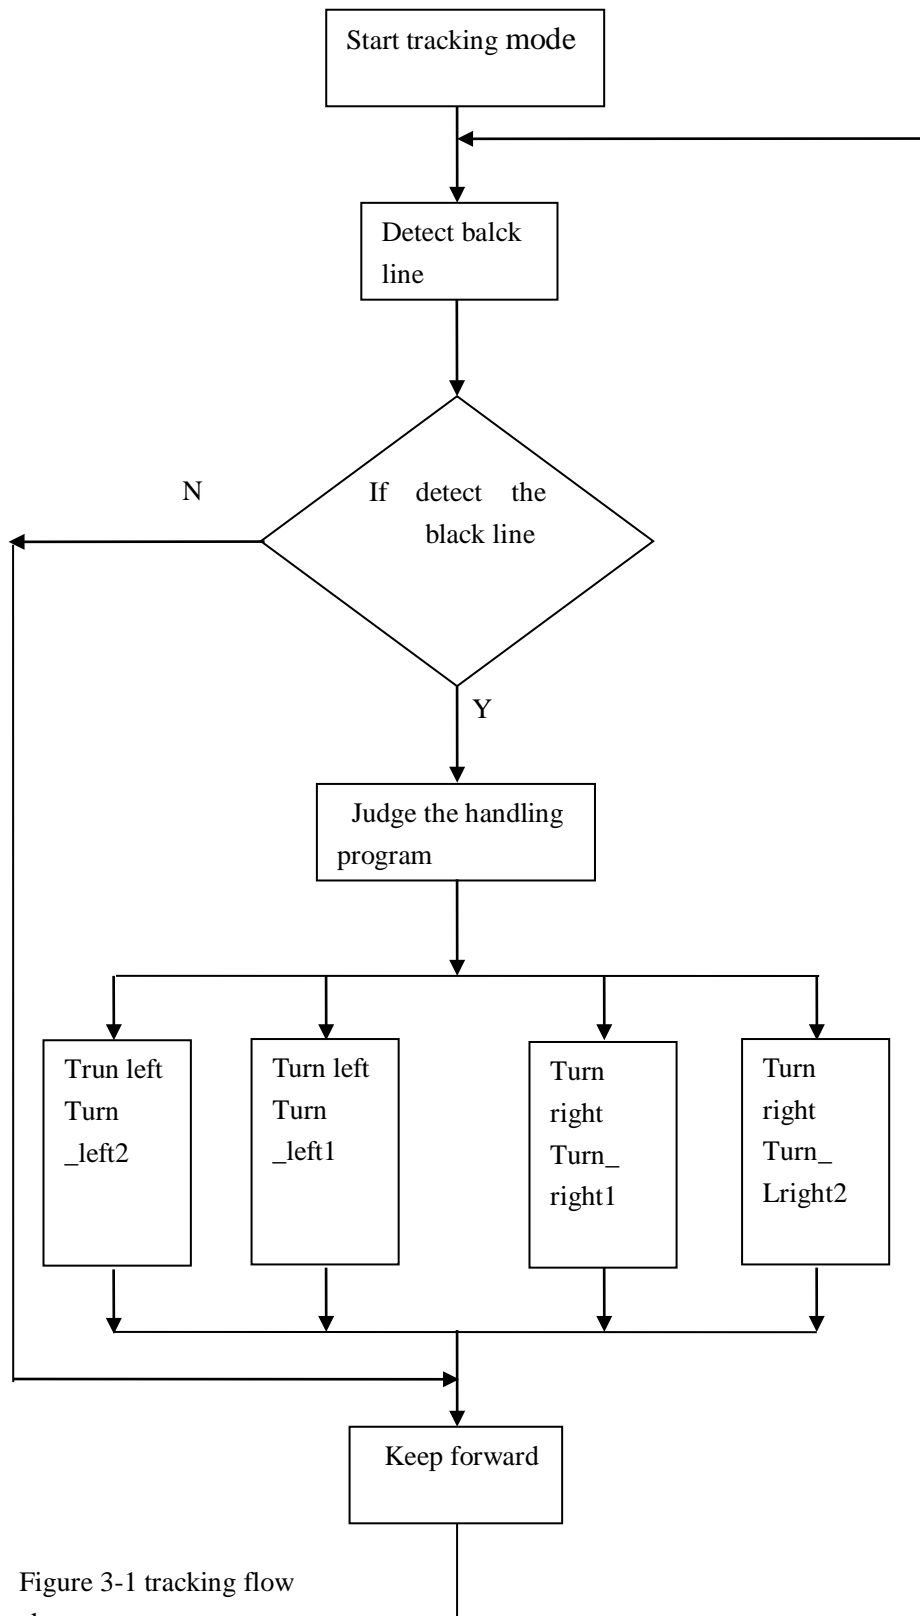 Start tracking mode
Detect balck
line
N
If detect the
black line
Y
Judge the handling
program
Trun left
Turn
_left2
Turn left
Turn
_left1
Turn
right
Turn_
right1
Turn
right
Turn_
Lright2
Keep forward
Figure 3-1 tracking flow